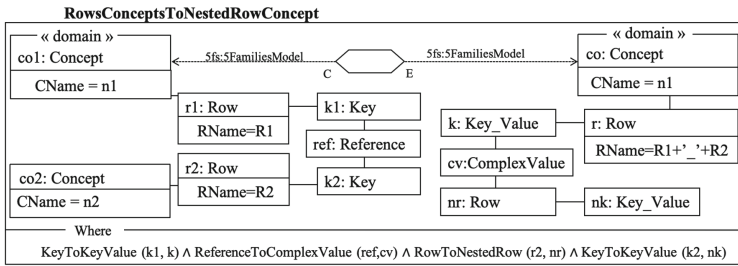 RowsConceptsToNestedRowConcept
« domain »
co1: Concept
CName = n1
5fs:5FamiliesModel
C
E
5fs:5FamiliesModel
« domain »
co: Concept
CName = n1
r1: Row
RName=R1
k1: Key
ref: Reference
k2: Key
r2: Row
RName=R2
co2: Concept
CName = n2
k: Key_Value
r: Row
RName=R1+’_’+R2
cv:ComplexValue
nr: Row
nk: Key_Value
Where
KeyToKeyValue (k1, k) ∧ ReferenceToComplexValue (ref,cv) ∧ RowToNestedRow (r2, nr) ∧ KeyToKeyValue (k2, nk)